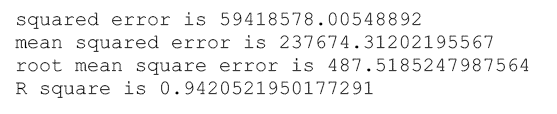 squared error is 59418578.00548892
mean squared error is 237674.31202195567
root mean square error is 487.5185247987564
R square is 0.9420521950177291